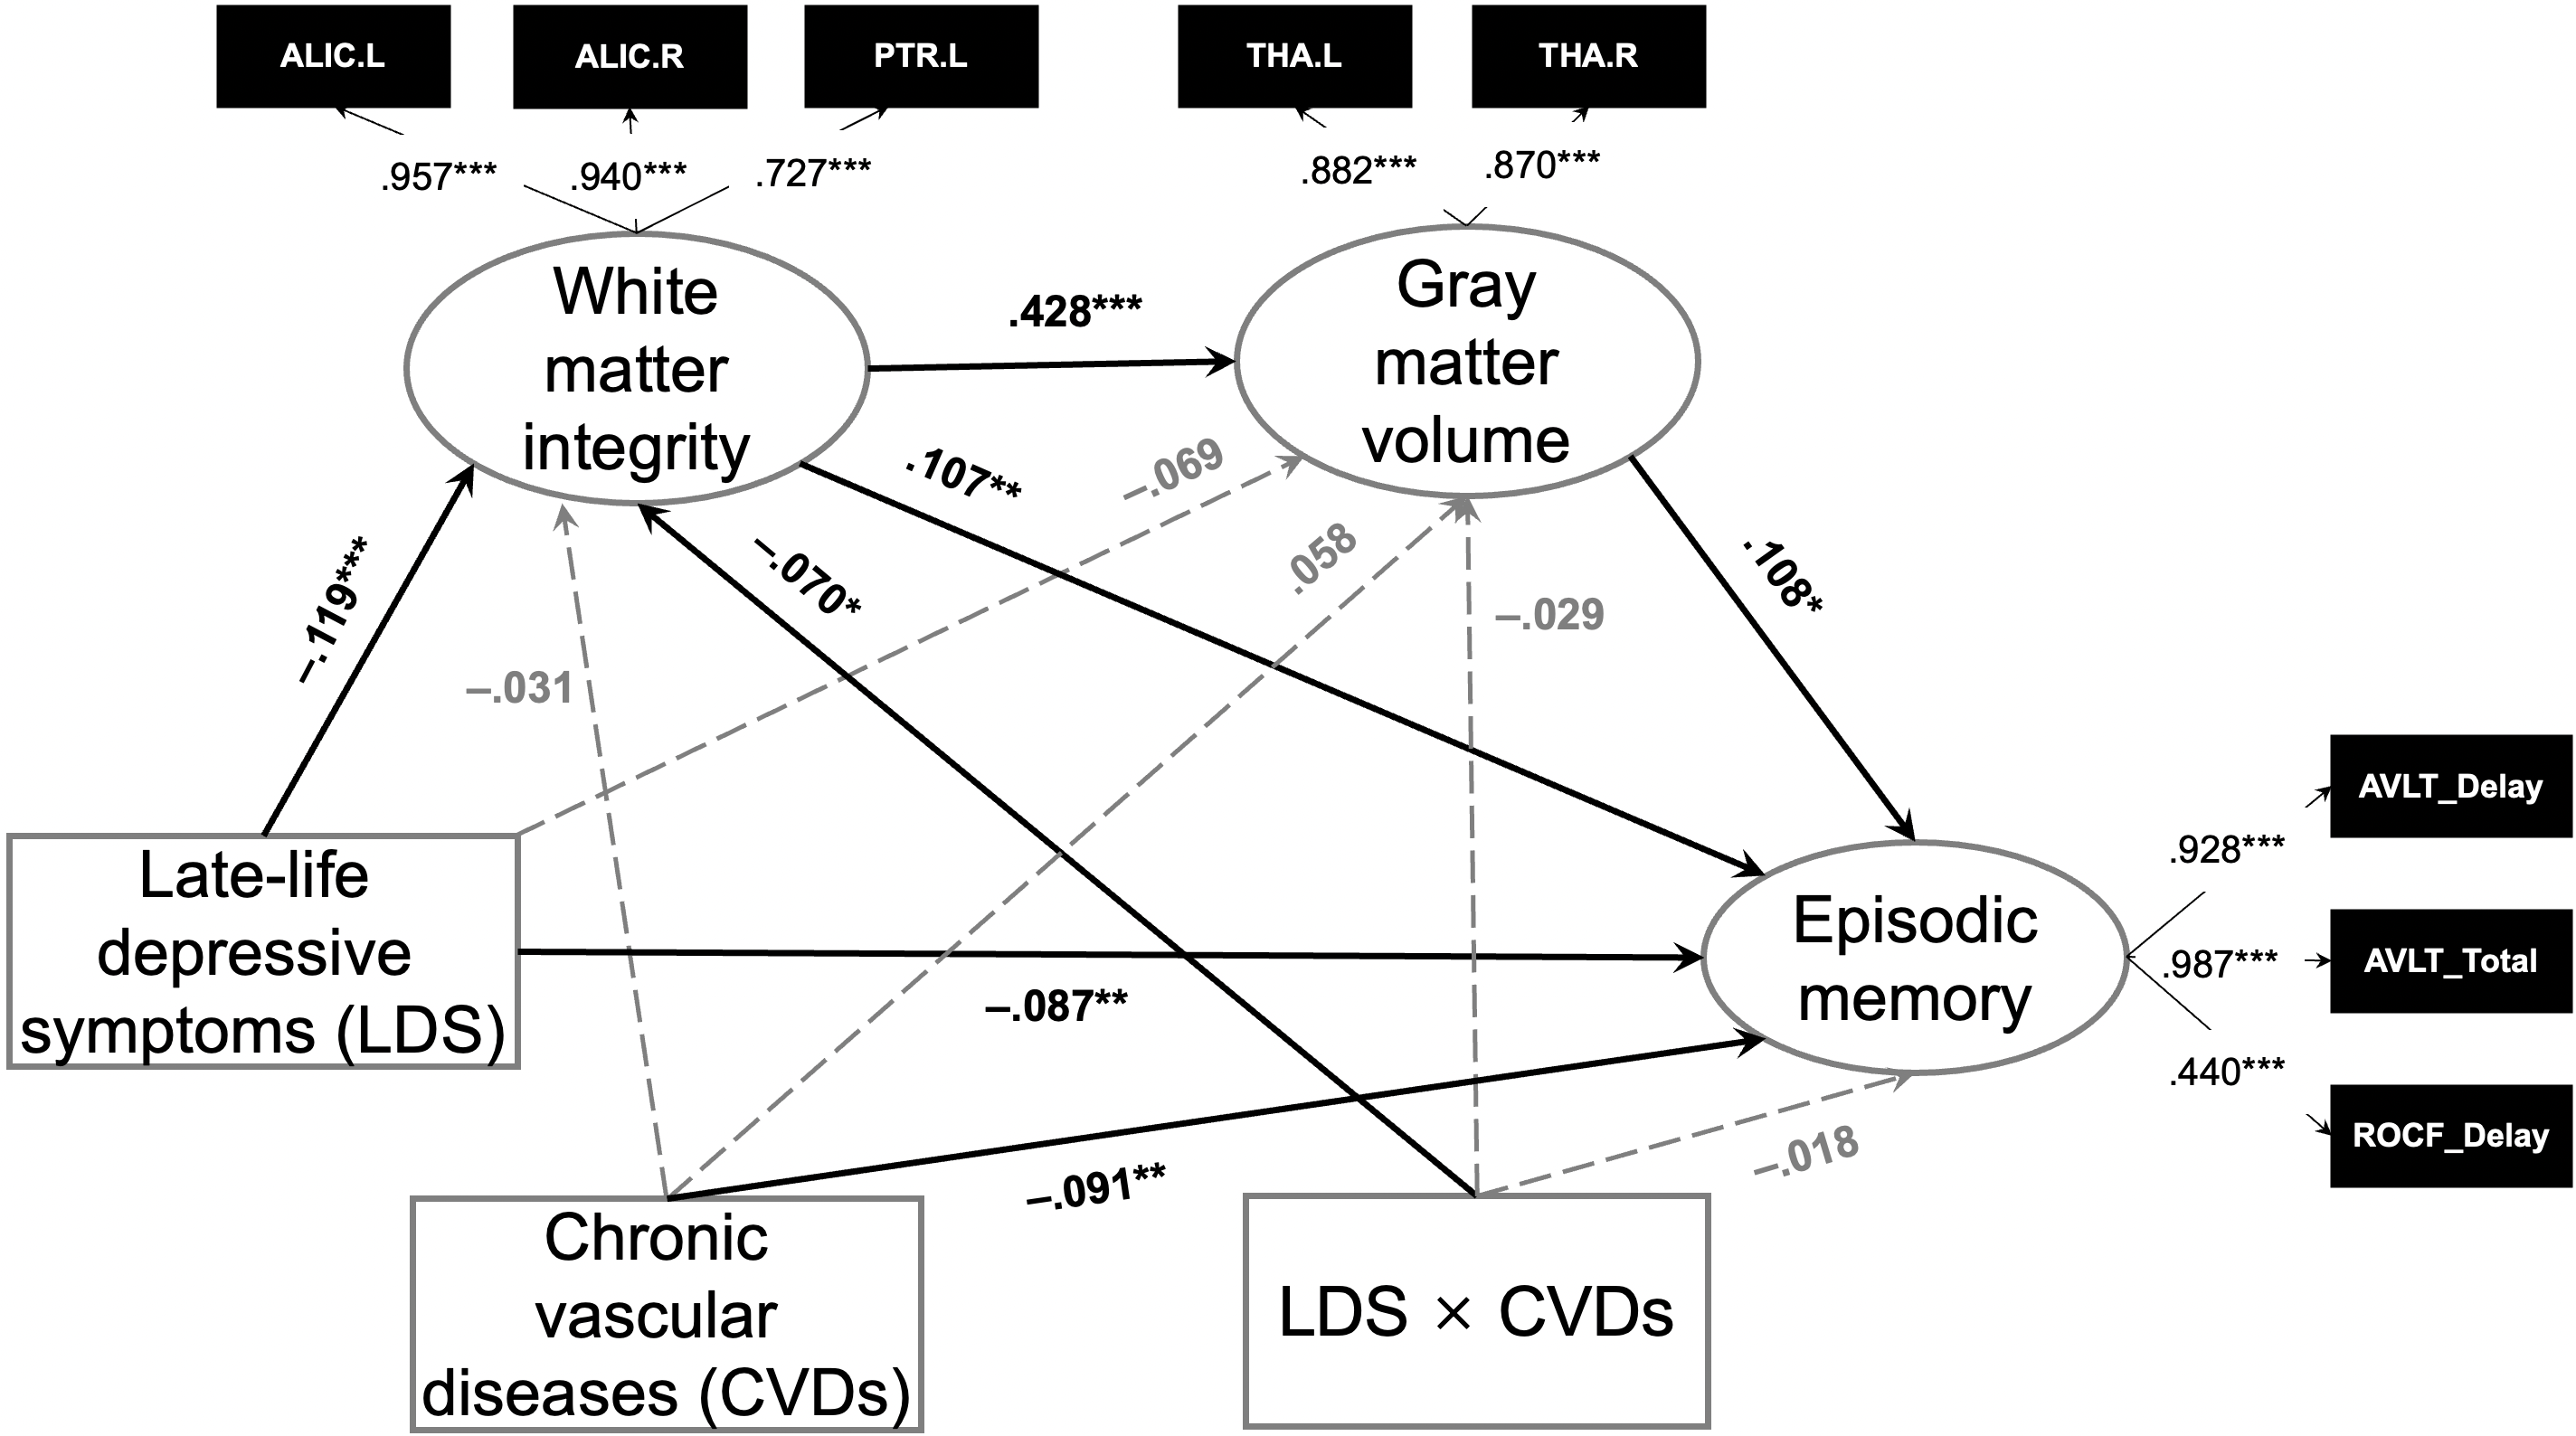 ALIC.L
ALIC.R
PTR.L
THA.L
THA.R
.957***
.940***
.727***
.882***
.870***
White
matter
integrity
Gray
matter
volume
.428***
.107**
–.069
.058
–.029
.108*
–.119***
–.031
–.070*
Late-life
depressive
symptoms (LDS)
–.087**
Episodic
memory
.928***
.987***
.440***
AVLT_Delay
AVLT_Total
ROCF_Delay
–.091**
–.018
Chronic
vascular
diseases (CVDs)
LDS × CVDs